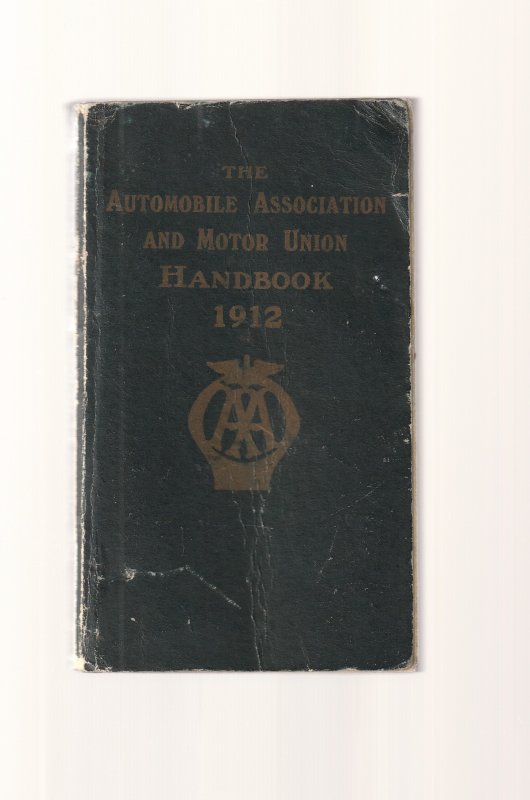 THE
AUTOMOBILE ASSOCIATION
AND MOTOR UNION
HANDBOOK
1912
AA